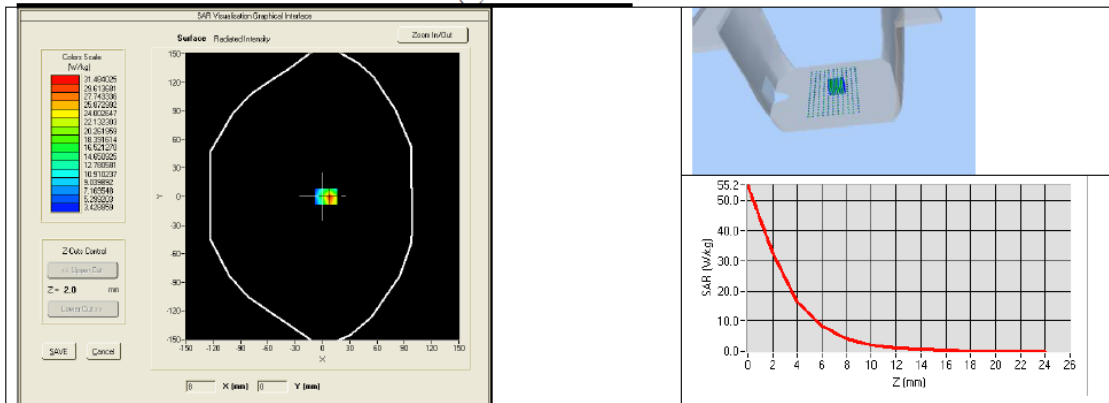 SAR Visualisation Graphical Interface
Surface Radiated Intensity
Zoom In/Out
Colors Scale
(W/kg)
31.484025
29.613681
27.743336
25.872992
24.002647
22.132303
20.261959
18.391614
16.521270
14.650925
12.780581
10.910237
9.039892
7.169548
5.299203
3.428859
Z-Cuts Control
<< Upper Cut
Z = 2.0 mm
Lower Cut >>
SAVE Cancel
150-
120-
90-
60-
30-
Y 0-
-30-
-60-
-90-
-120-
-150-
-150 -120 -90 -60 -30 0 30 60 90 120 150
X
8 X (mm) 0 Y (mm)
55.2-
50.0-
40.0-
30.0-
20.0-
10.0-
0.0-
SAR (W/kg)
0 2 4 6 8 10 12 14 16 18 20 22 24 26
Z (mm)